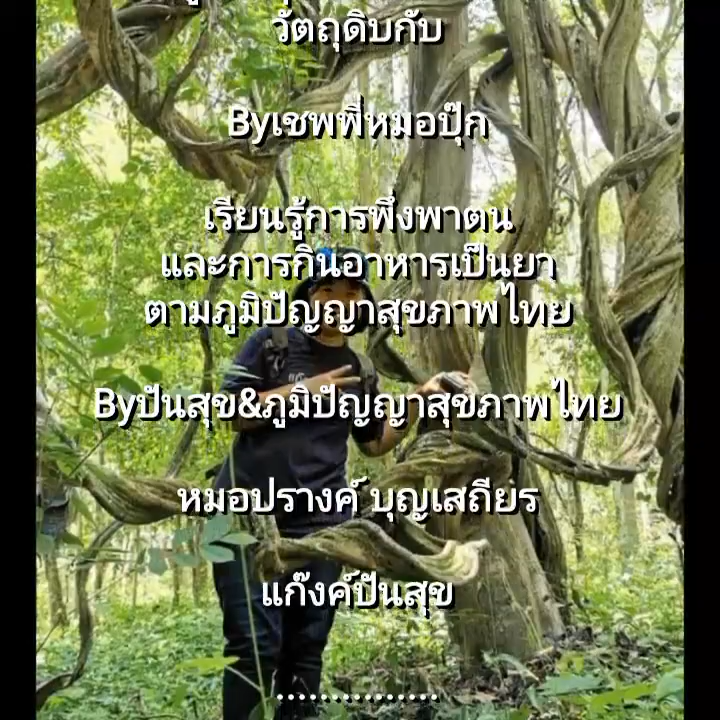 วัตถุดิบกับ
Byเชพพี่หมอปุ๊ก
เรียนรู้การพึ่งพาตน
และการกินอาหารเป็นยา
ตามภูมิปัญญาสุขภาพไทย
Byปันสุข&ภูมิปัญญาสุขภาพไทย
หมอปรางค์ บุญเสถียร
แก๊งค์ปันสุข
...............